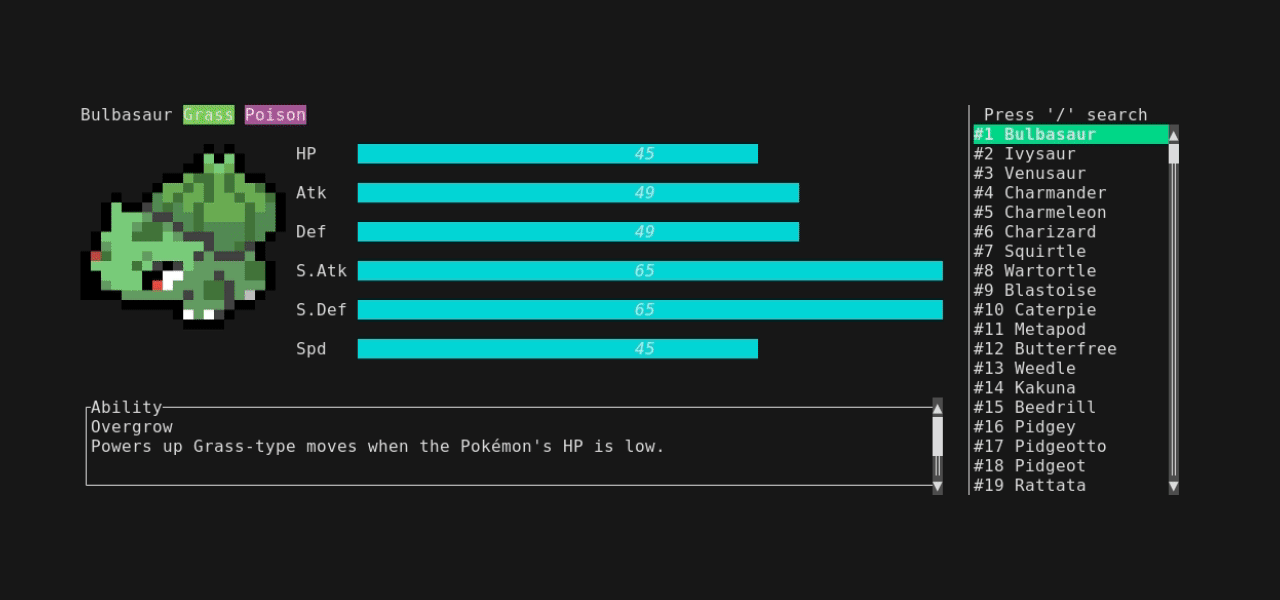 Bulbasaur Grass Poison
HP 45
Atk 49
Def 49
S.Atk 65
S.Def 65
Spd 45
Ability
Overgrow
Powers up Grass-type moves when the Pokémon's HP is low.
Press '/' search
#1 Bulbasaur
#2 Ivysaur
#3 Venusaur
#4 Charmander
#5 Charmeleon
#6 Charizard
#7 Squirtle
#8 Wartortle
#9 Blastoise
#10 Caterpie
#11 Metapod
#12 Butterfree
#13 Weedle
#14 Kakuna
#15 Beedrill
#16 Pidgey
#17 Pidgeotto
#18 Pidgeot
#19 Rattata